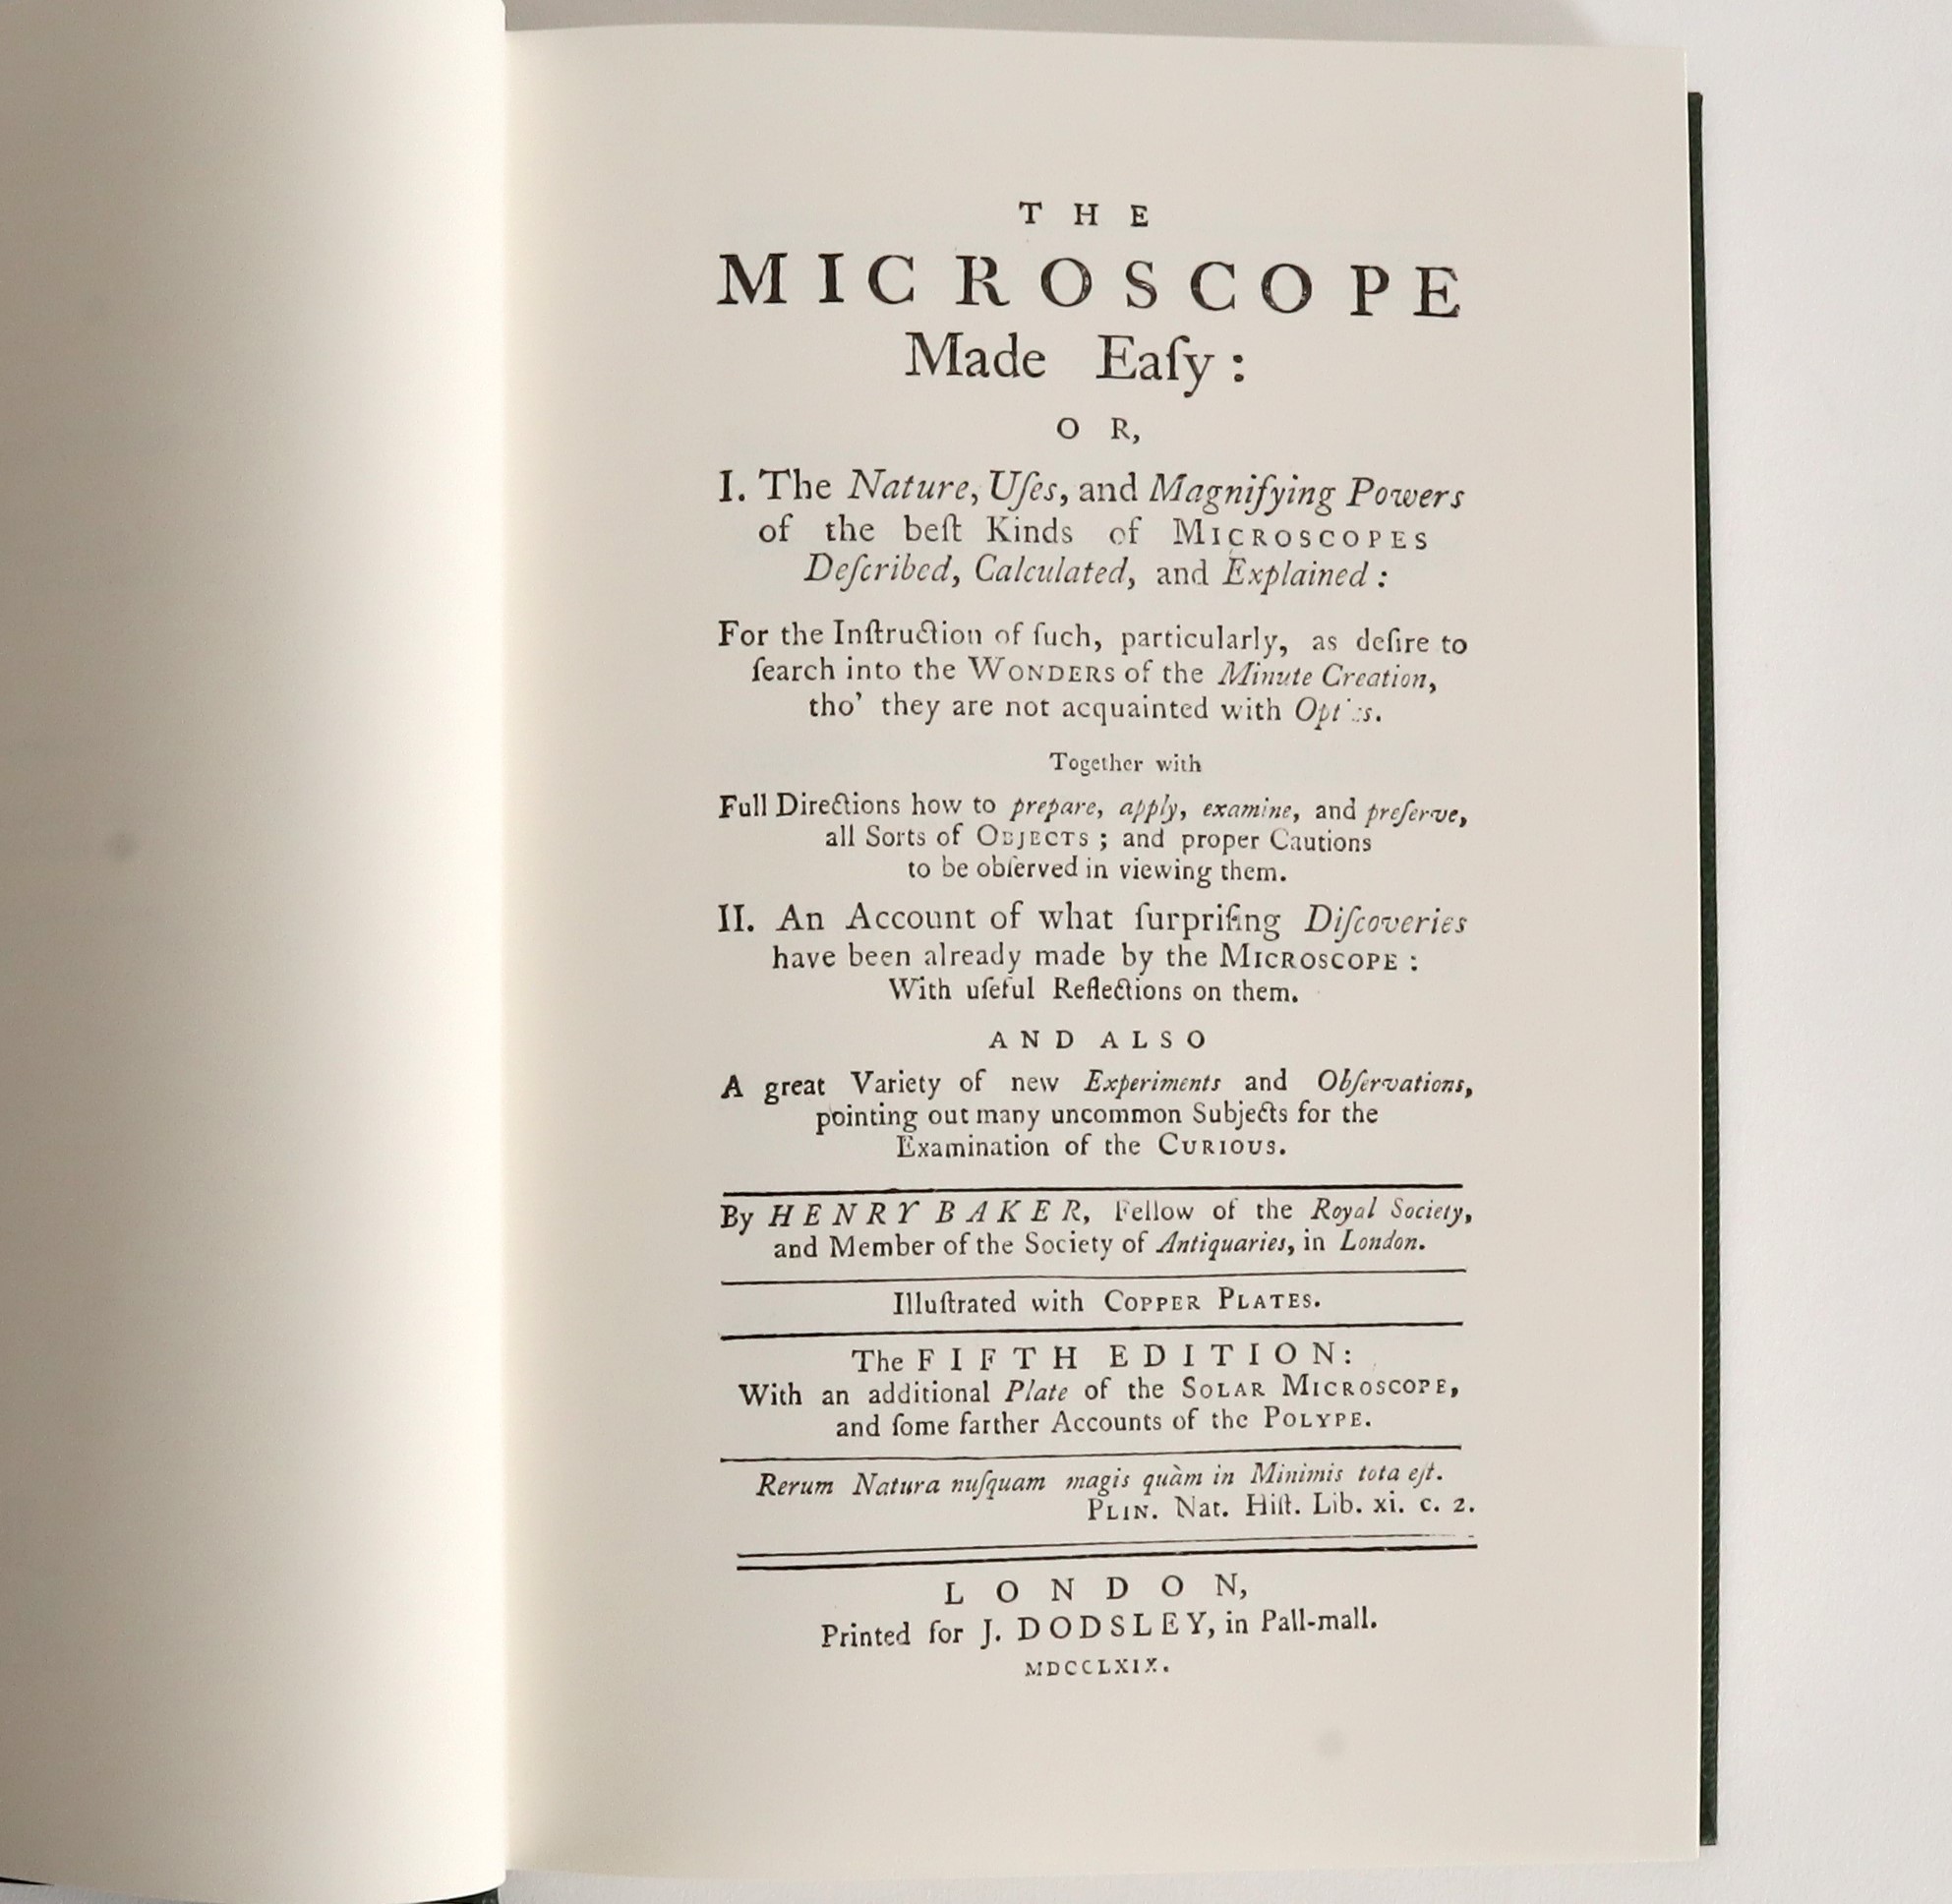 THE
MICROSCOPE
Made Eaſy:
OR,
I. The Nature, Uſes, and Magnifying Powers
of the beſt Kinds of MICROSCOPES
Deſcribed, Calculated, and Explained:
For the Inſtruction of ſuch, particularly, as deſire to
ſearch into the WONDERS of the Minute Creation,
tho' they are not acquainted with Optics.
Together with
Full Directions how to prepare, apply, examine, and preſerve,
all Sorts of OBJECTS; and proper Cautions
to be obſerved in viewing them.
II. An Account of what ſurpriſing Diſcoveries
have been already made by the MICROSCOPE:
With uſeful Reflections on them.
AND ALSO
A great Variety of new Experiments and Obſervations,
pointing out many uncommon Subjects for the
Examination of the CURIOUS.
By HENRY BAKER, Fellow of the Royal Society,
and Member of the Society of Antiquaries, in London.
Illuſtrated with COPPER PLATES.
The FIFTH EDITION:
With an additional Plate of the SOLAR MICROSCOPE,
and ſome farther Accounts of the POLYPE.
Rerum Natura nuſquam magis quàm in Minimis tota eſt.
PLIN. Nat. Hiſt. Lib. xi. c. 2.
LONDON,
Printed for J. DODSLEY, in Pall-mall.
MDCCLXIX.